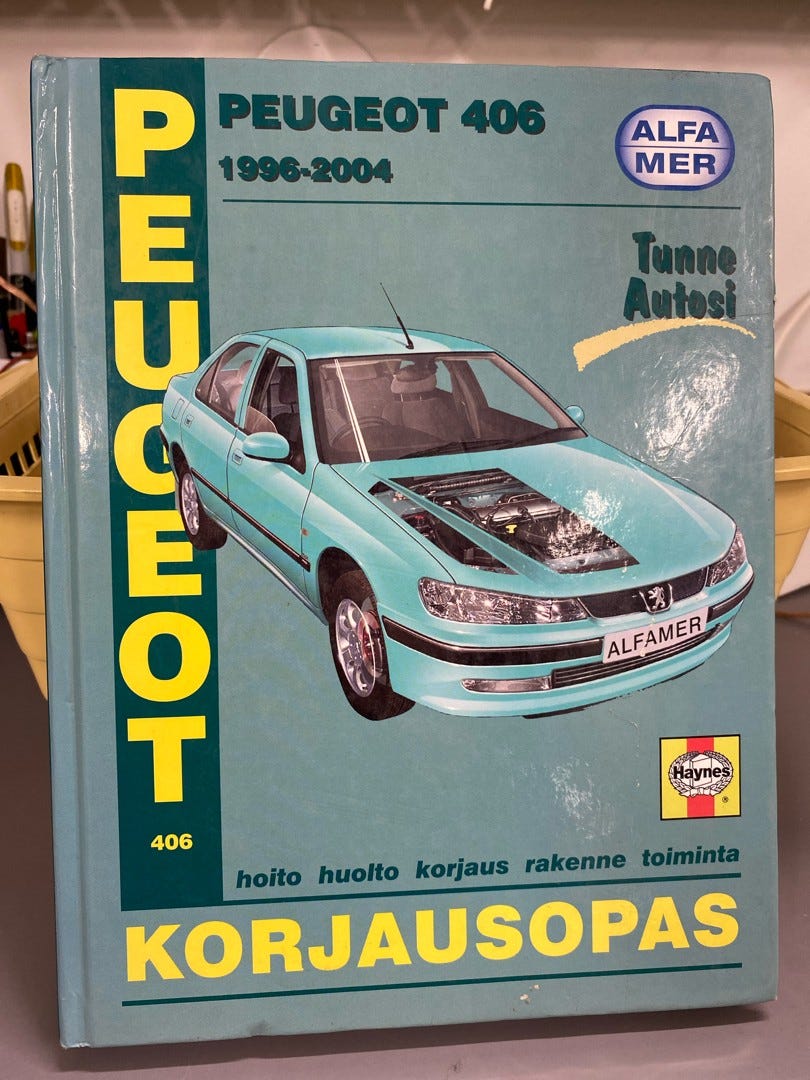 PEUGEOT
406
PEUGEOT 406
1996-2004
ALFA
MER
Tunne
Autosi
ALFAMER
Haynes
®
hoito huolto korjaus rakenne toiminta
KORJAUSOPAS